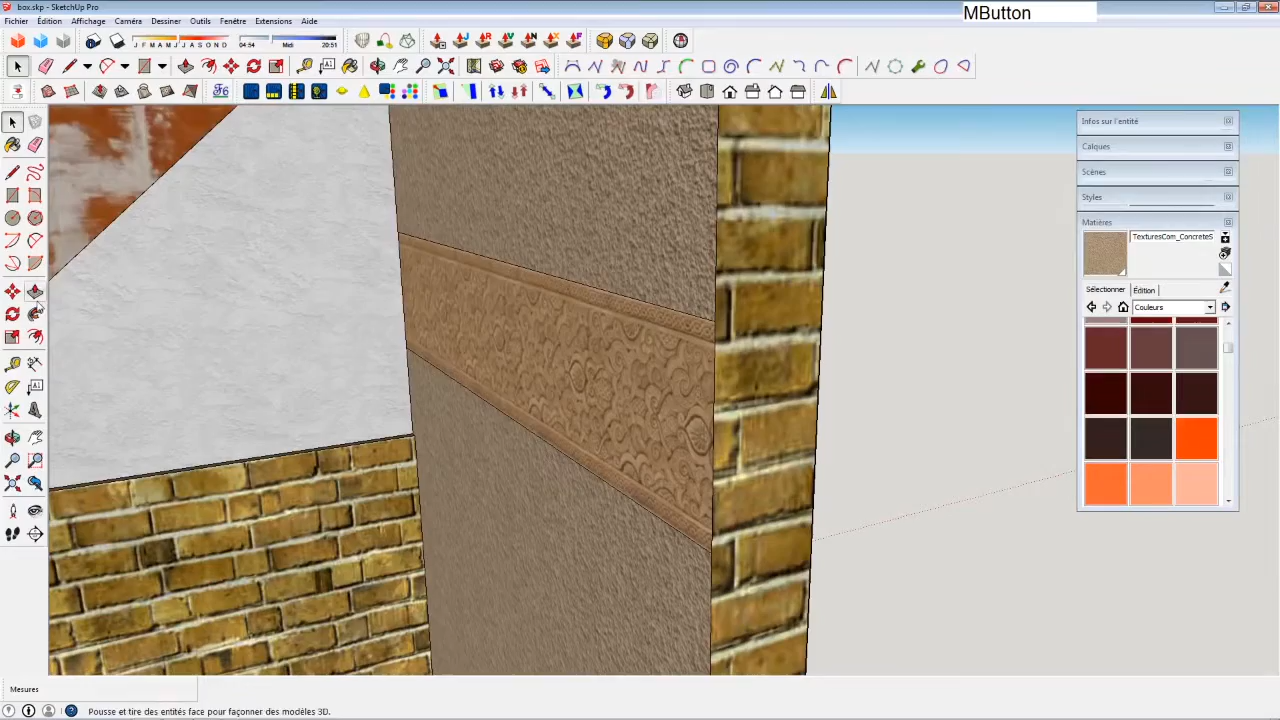 MButton
box.skp - SketchUp Pro
Fichier Édition Affichage Caméra Dessiner Outils Fenêtre Extensions Aide
J F M A M J J A S O N D
04:54 Midi 20:51
Infos sur l'entité
Calques
Scènes
Styles
Matières
TexturesCom_ConcreteS
Sélectionner Édition
Couleurs
Mesures
Pousse et tire des entités face pour façonner des modèles 3D.